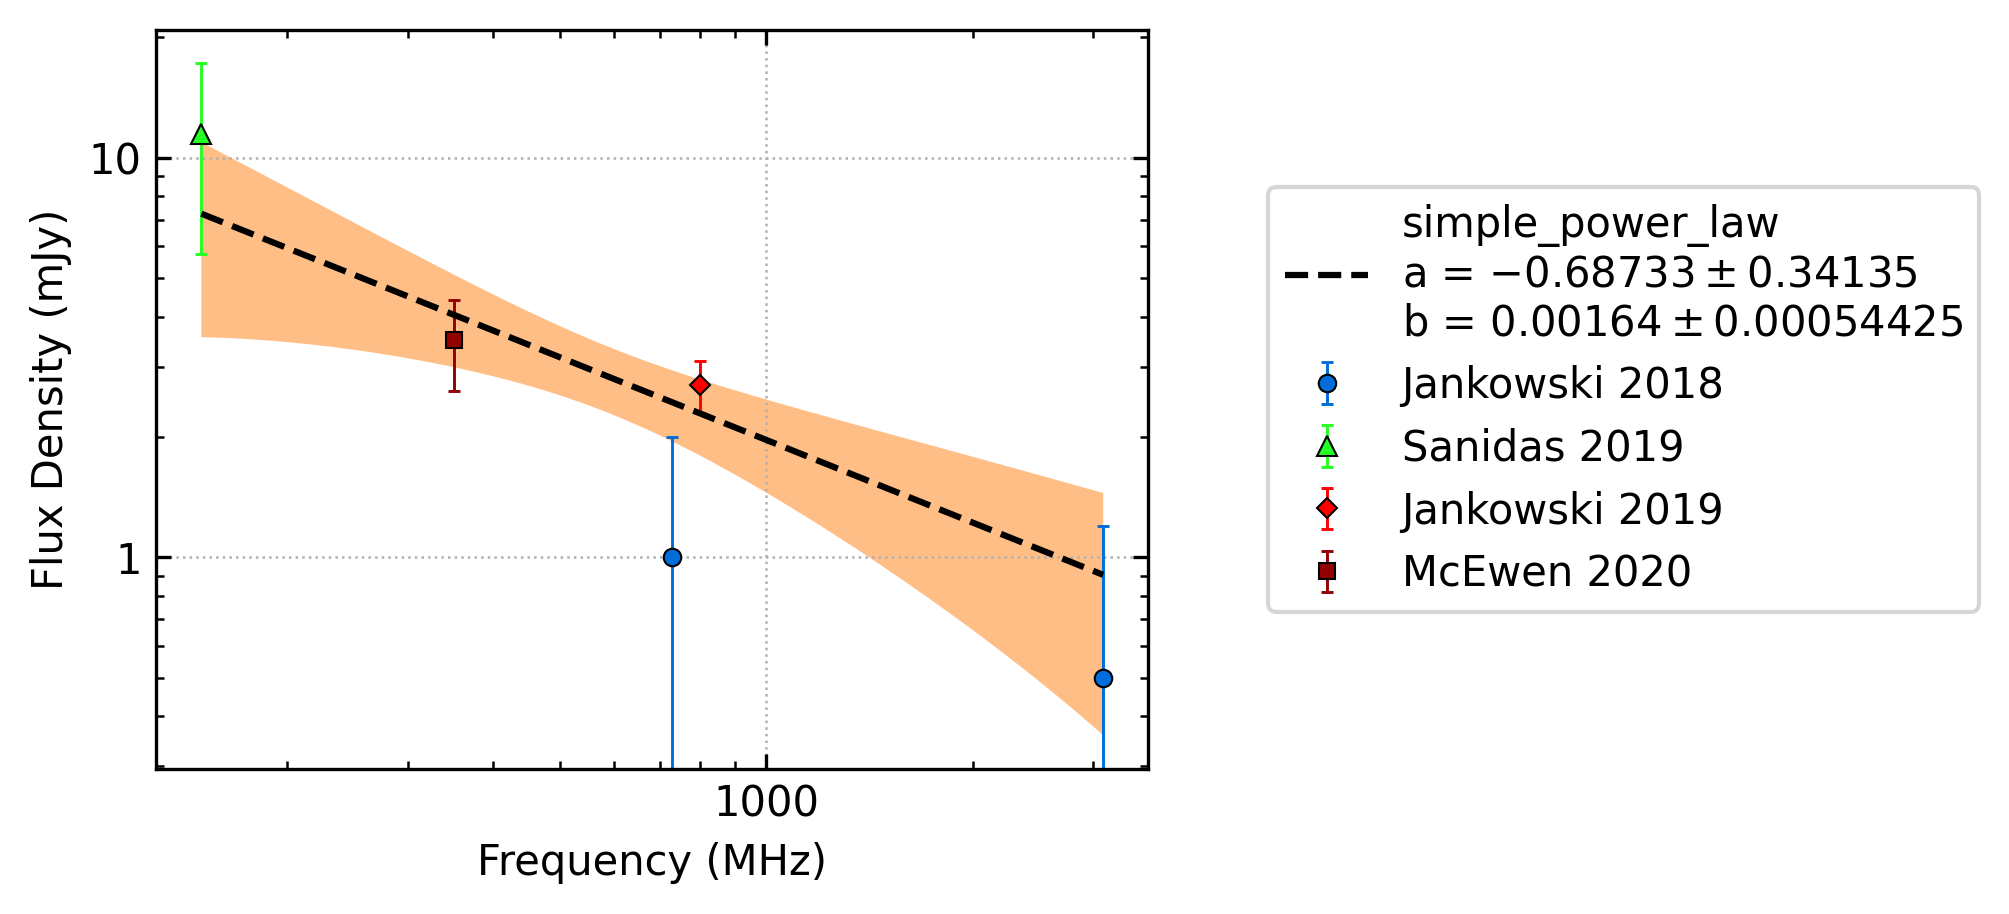 10
1
Flux Density (mJy)
1000
Frequency (MHz)
simple_power_law
a = −0.68733 ± 0.34135
b = 0.00164 ± 0.00054425
Jankowski 2018
Sanidas 2019
Jankowski 2019
McEwen 2020